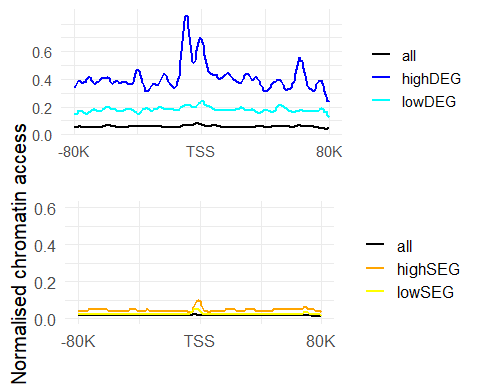 Normalised chromatin access
0.6
0.4
0.2
0.0
-80K TSS 80K
all
highDEG
lowDEG
0.6
0.4
0.2
0.0
-80K TSS 80K
all
highSEG
lowSEG